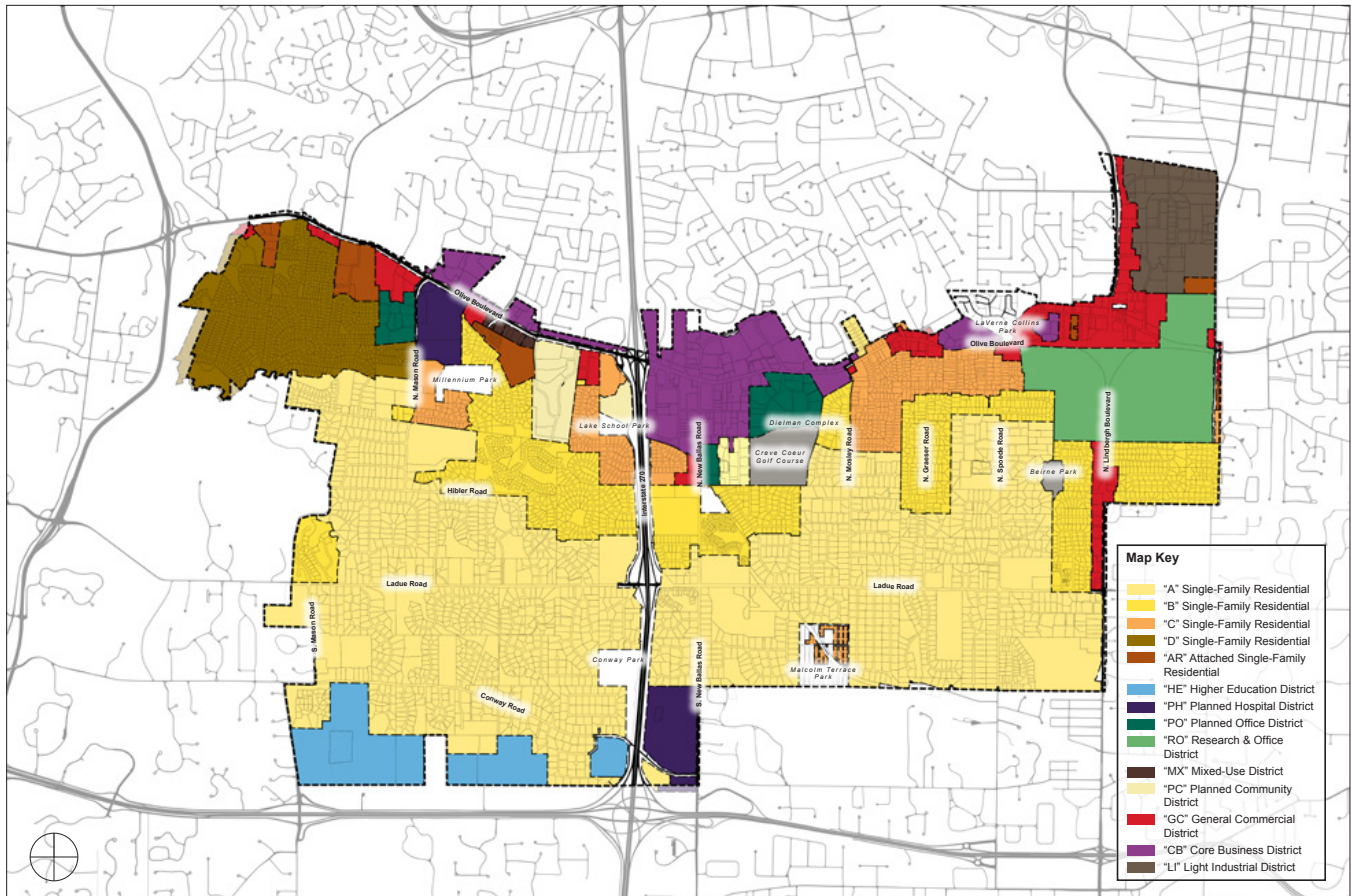 LaVerne Collins
Park
Olive Boulevard
Olive Boulevard
N. Mason Road
Millennium Park
Lake School Park
Dielman Complex
Creve Coeur
Golf Course
N. New Ballas Road
N. Mosley Road
N. Graeser Road
N. Spoede Road
Beirne Park
N. Lindbergh Boulevard
Hibler Road
Interstate 270
Ladue Road
Ladue Road
S. Mason Road
Conway Park
S. New Ballas Road
Malcolm Terrace
Park
Conway Road
Map Key
"A" Single-Family Residential
"B" Single-Family Residential
"C" Single-Family Residential
"D" Single-Family Residential
"AR" Attached Single-Family
Residential
"HE" Higher Education District
"PH" Planned Hospital District
"PO" Planned Office District
"RO" Research & Office
District
"MX" Mixed-Use District
"PC" Planned Community
District
"GC" General Commercial
District
"CB" Core Business District
"LI" Light Industrial District